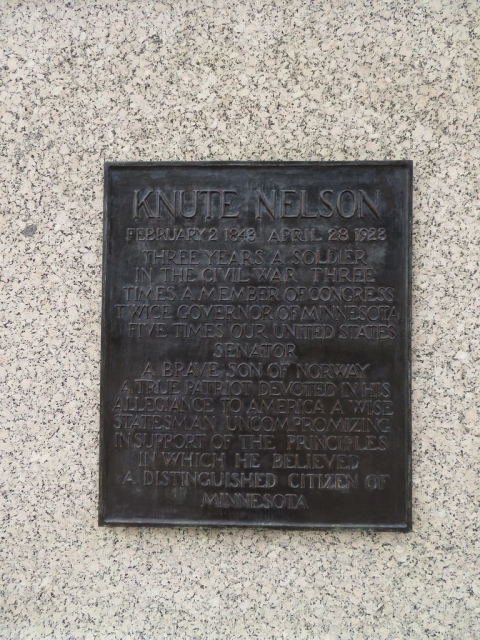 KNUTE NELSON
FEBRUARY 2 1843 APRIL 28 1923
THREE YEARS A SOLDIER
IN THE CIVIL WAR THREE
TIMES A MEMBER OF CONGRESS
TWICE GOVERNOR OF MINNESOTA
FIVE TIMES OUR UNITED STATES
SENATOR
A BRAVE SON OF NORWAY
A TRUE PATRIOT DEVOTED IN HIS
ALLEGIANCE TO AMERICA A WISE
STATESMAN UNCOMPROMIZING
IN SUPPORT OF THE PRINCIPLES
IN WHICH HE BELIEVED
A DISTINGUISHED CITIZEN OF
MINNESOTA